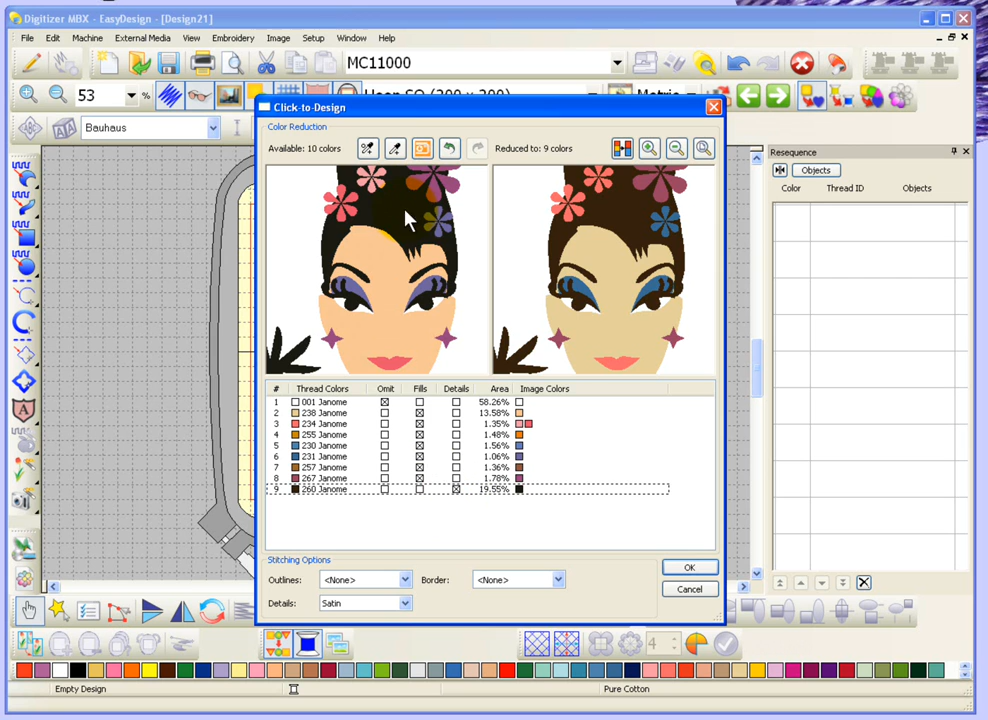 Digitizer MBX - EasyDesign - [Design21]
File Edit Machine External Media View Embroidery Image Setup Window Help
MC11000
53 %
Metric
Bauhaus
Click-to-Design
Color Reduction
Available: 10 colors
Reduced to: 9 colors
# Thread Colors Omit Fills Details Area Image Colors
1 001 Janome 58.26%
2 238 Janome 13.58%
3 234 Janome 1.35%
4 255 Janome 1.48%
5 230 Janome 1.56%
6 231 Janome 1.06%
7 257 Janome 1.36%
8 267 Janome 1.78%
9 260 Janome 19.55%
Stitching Options
Outlines: <None> Border: <None>
Details: Satin
OK
Cancel
Resequence
Objects
Color Thread ID Objects
4
Empty Design Pure Cotton